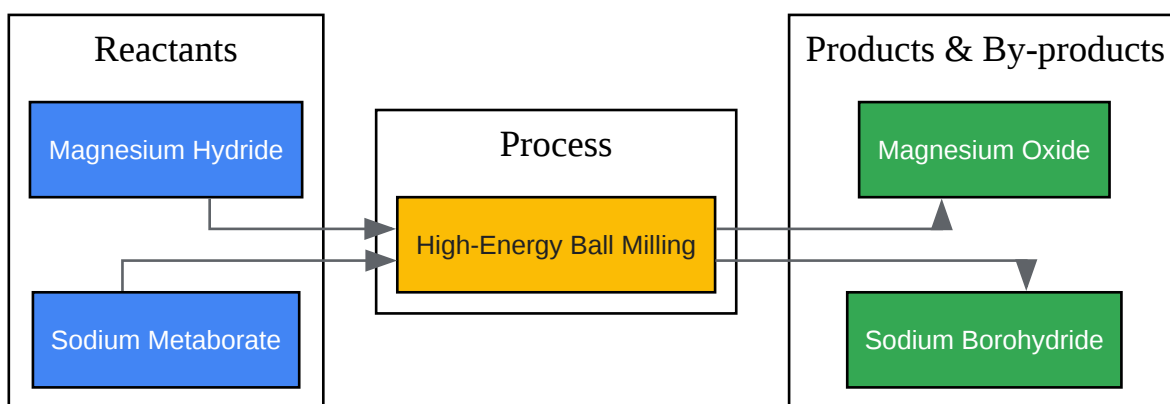 Reactants
Magnesium Hydride
Sodium Metaborate
Process
High-Energy Ball Milling
Products & By-products
Magnesium Oxide
Sodium Borohydride